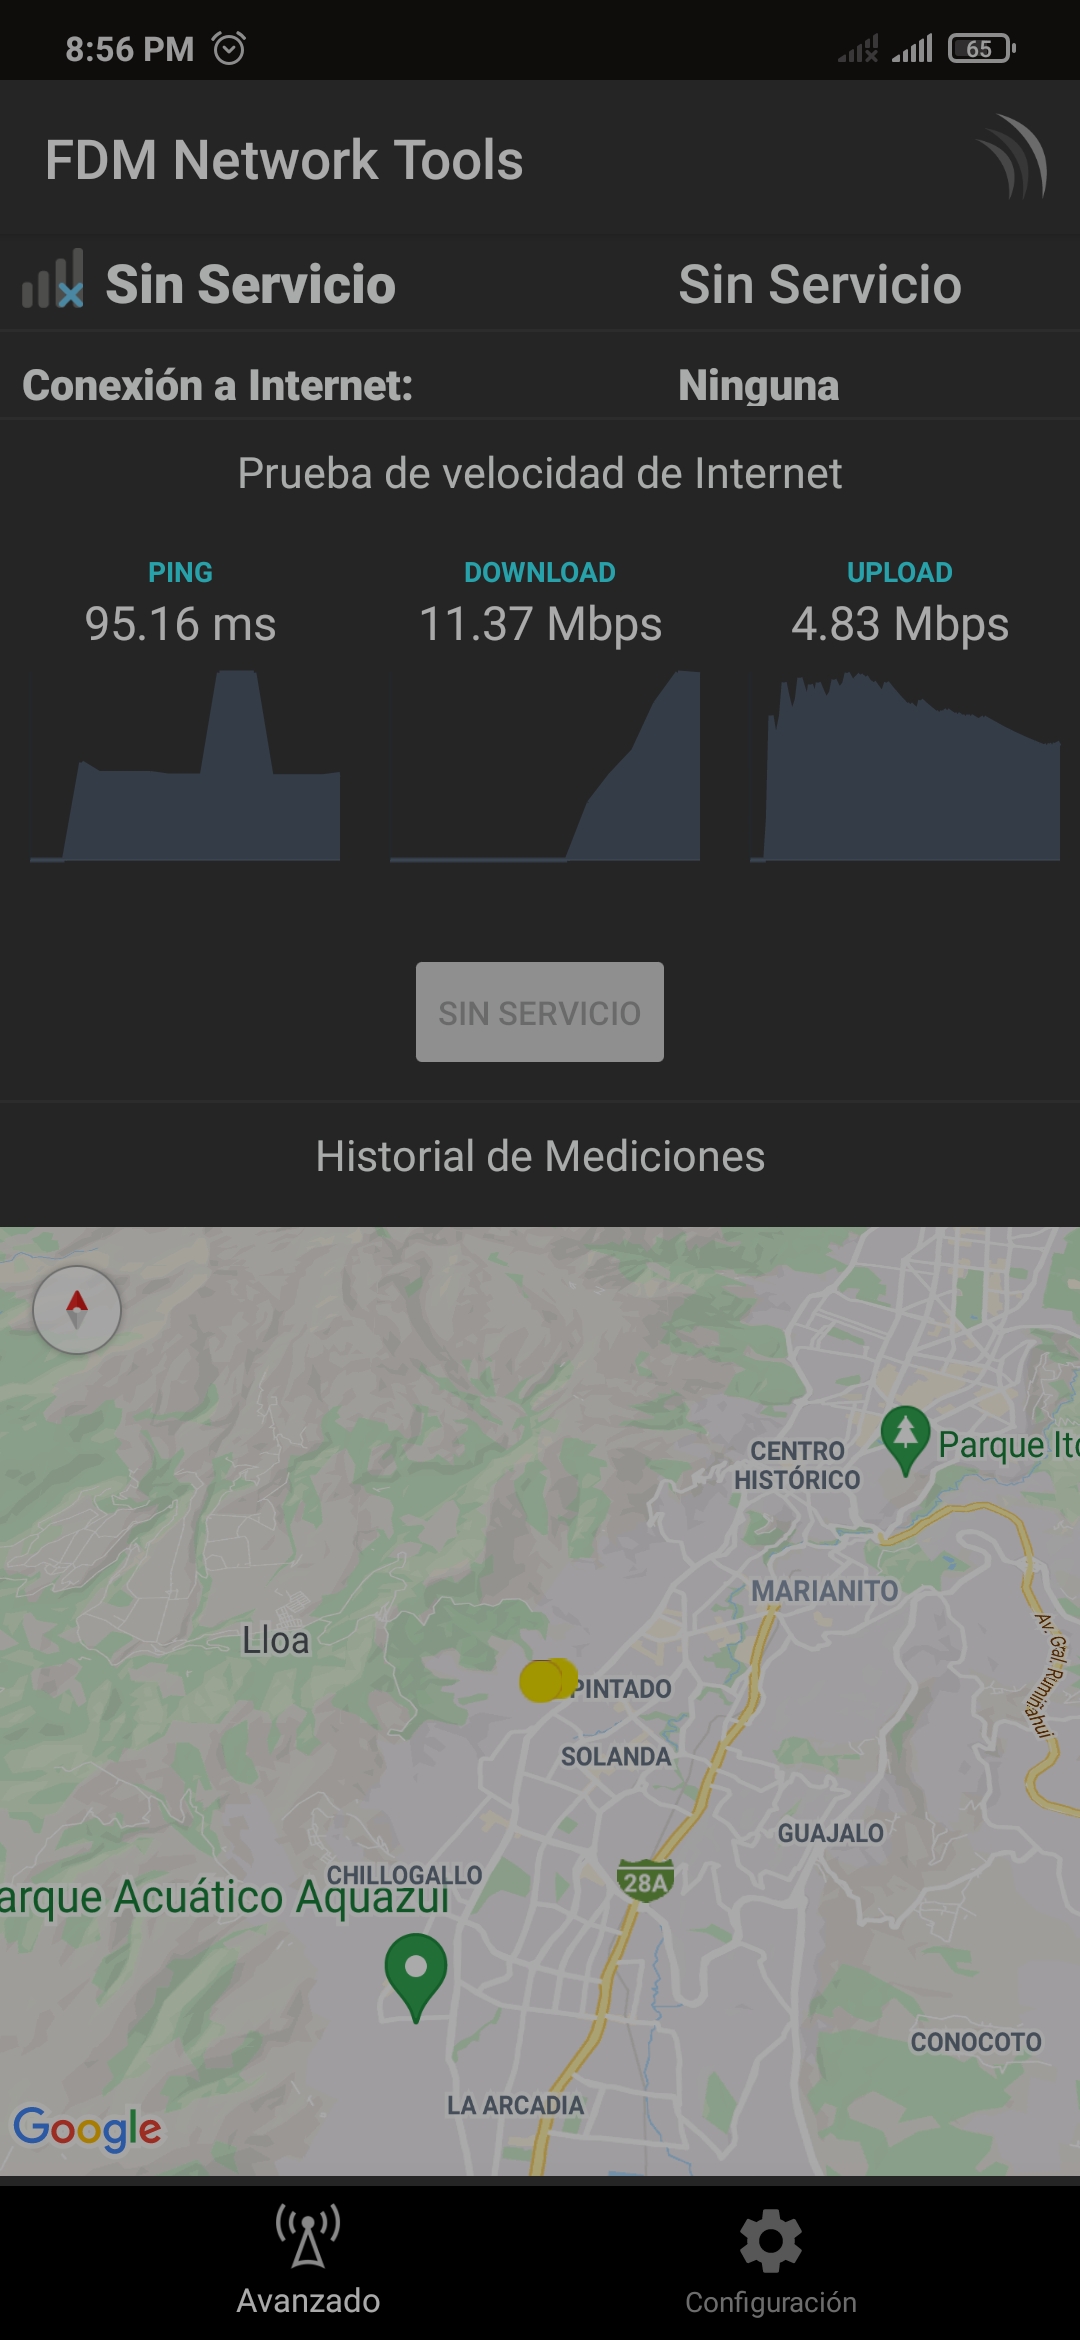 8:56 PM
65
FDM Network Tools
Sin Servicio
Sin Servicio
Conexión a Internet:
Ninguna
Prueba de velocidad de Internet
PING
DOWNLOAD
UPLOAD
95.16 ms
11.37 Mbps
4.83 Mbps
SIN SERVICIO
Historial de Mediciones
CENTRO
HISTÓRICO
Parque Itc
MARIANITO
Av. Gral. Rumiñahui
Lloa
PINTADO
SOLANDA
GUAJALO
CHILLOGALLO
28A
arque Acuático Aquazul
CONOCOTO
LA ARCADIA
Google
Avanzado
Configuración